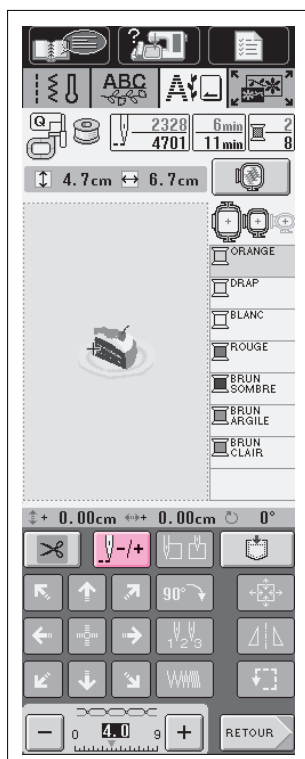 ?
ABC
A
Q
2328 6min 2
4701 11min 8
4.7cm 6.7cm
ORANGE
DRAP
BLANC
ROUGE
BRUN
SOMBRE
BRUN
ARGILE
BRUN
CLAIR
+ 0.00cm + 0.00cm 0°
-/+
90°
1 2 3
- 0 4.0 9 + RETOUR